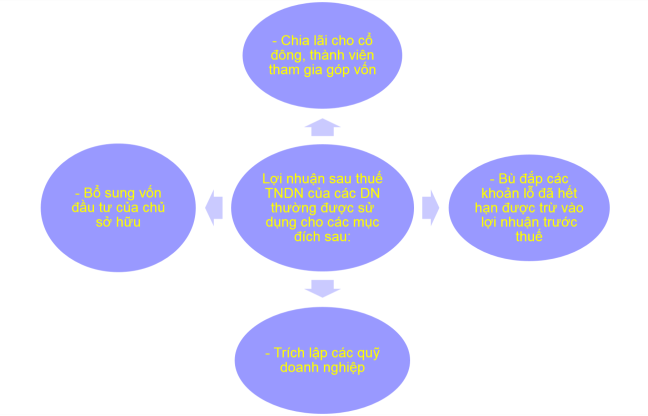 - Chia lãi cho cổ
đông, thành viên
tham gia góp vốn
- Bổ sung vốn
đầu tư của chủ
sở hữu
Lợi nhuận sau thuế
TNDN của các DN
thường được sử
dụng cho các mục
đích sau:
- Bù đắp các
khoản lỗ đã hết
hạn được trừ vào
lợi nhuận trước
thuế
- Trích lập các quỹ
doanh nghiệp